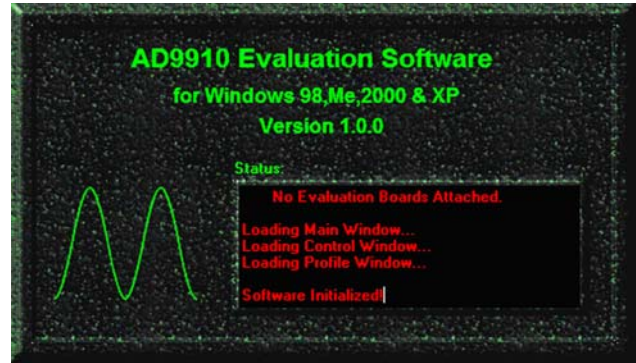 AD9910 Evaluation Software
for Windows 98,Me,2000 & XP
Version 1.0.0
Status:
No Evaluation Boards Attached.
Loading Main Window...
Loading Control Window...
Loading Profile Window...
Software Initialized!